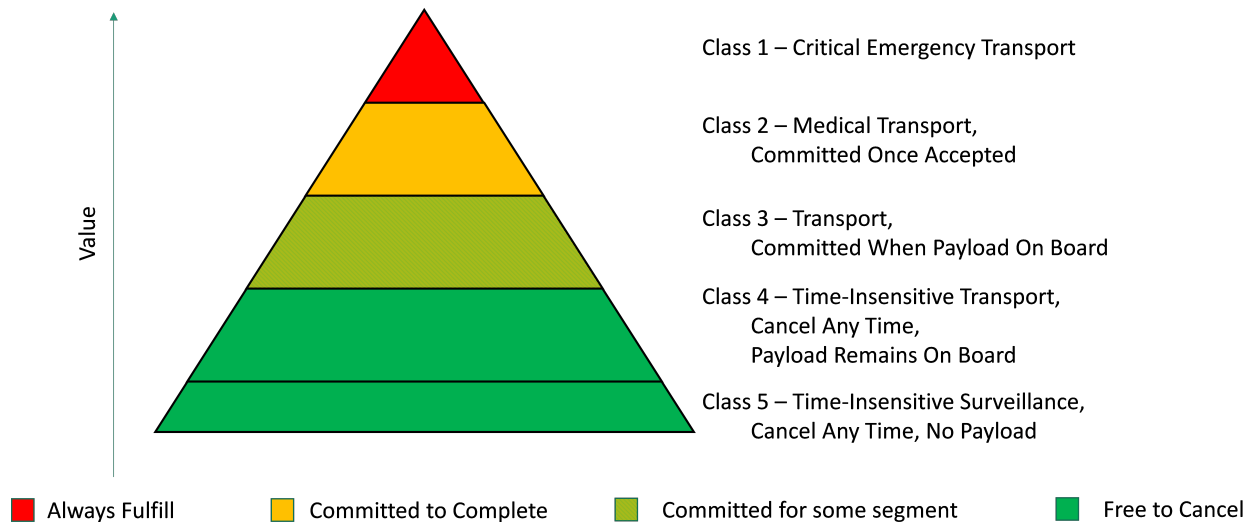 Value
Class 1 – Critical Emergency Transport
Class 2 – Medical Transport,
Committed Once Accepted
Class 3 – Transport,
Committed When Payload On Board
Class 4 – Time-Insensitive Transport,
Cancel Any Time,
Payload Remains On Board
Class 5 – Time-Insensitive Surveillance,
Cancel Any Time, No Payload
Always Fulfill
Committed to Complete
Committed for some segment
Free to Cancel